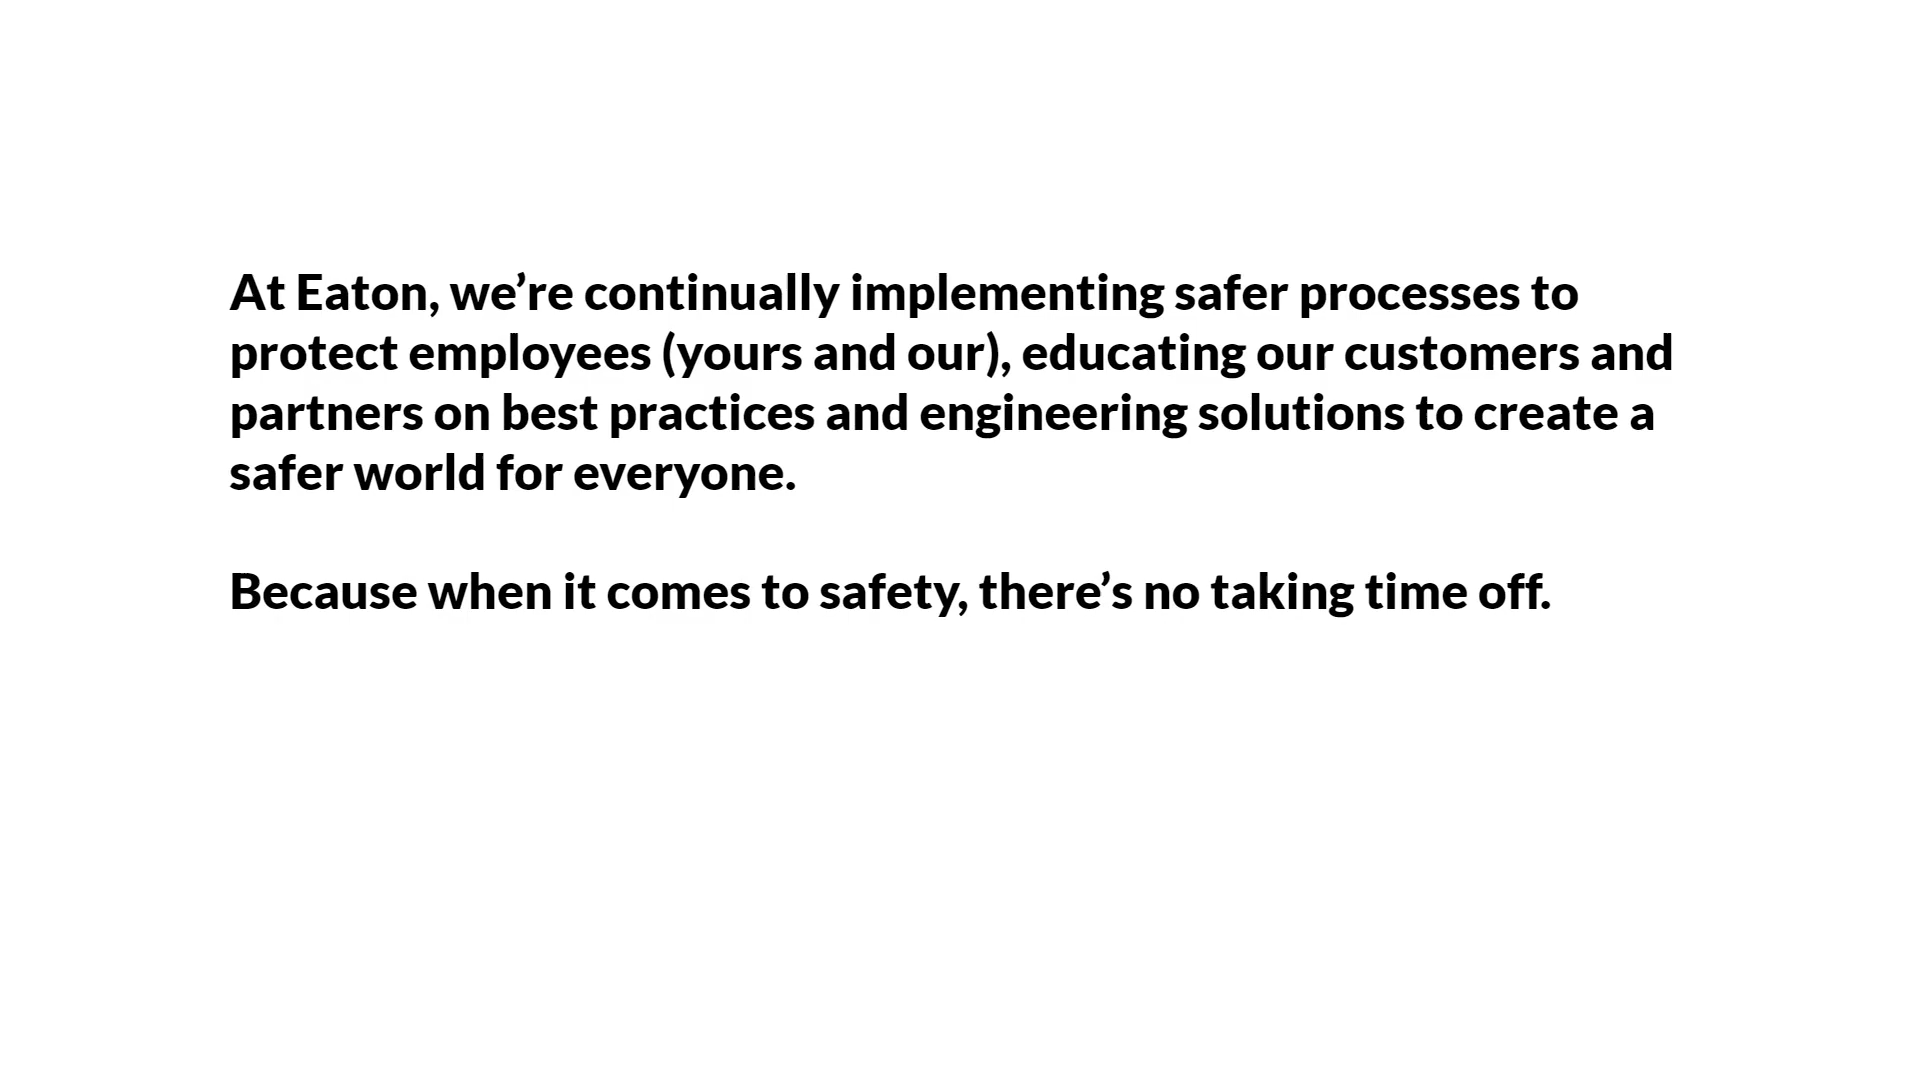 At Eaton, we’re continually implementing safer processes to
protect employees (yours and our), educating our customers and
partners on best practices and engineering solutions to create a
safer world for everyone.
Because when it comes to safety, there’s no taking time off.